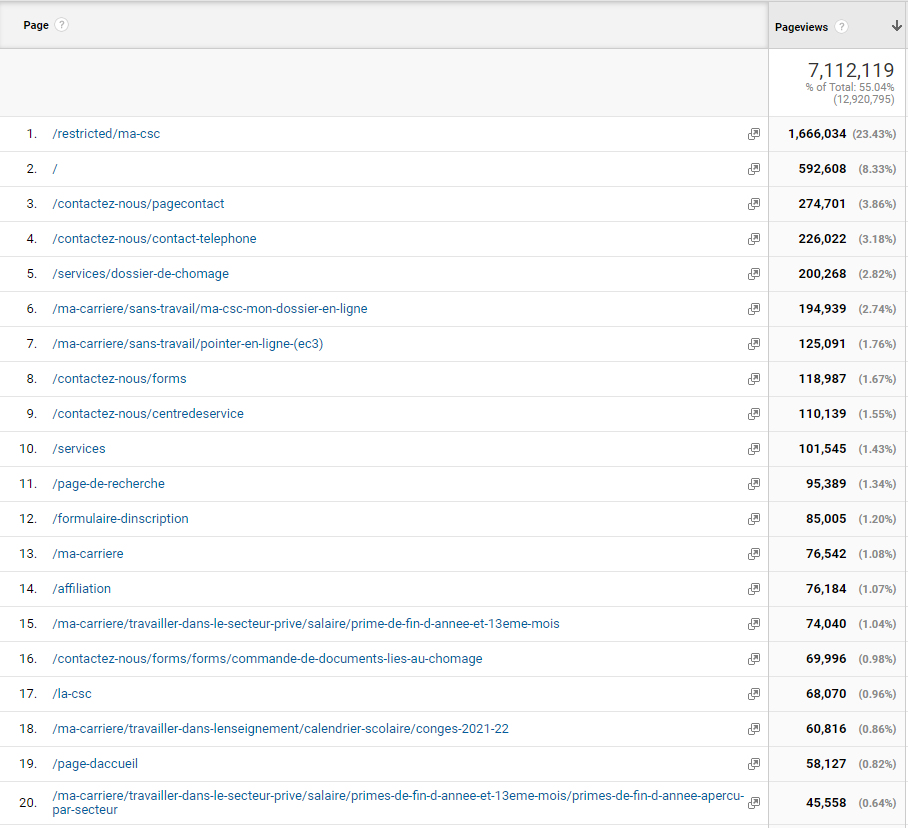 Page ?
Pageviews ?
7,112,119
% of Total: 55.04%
(12,920,795)
1. /restricted/ma-csc 1,666,034 (23.43%)
2. / 592,608 (8.33%)
3. /contactez-nous/pagecontact 274,701 (3.86%)
4. /contactez-nous/contact-telephone 226,022 (3.18%)
5. /services/dossier-de-chomage 200,268 (2.82%)
6. /ma-carriere/sans-travail/ma-csc-mon-dossier-en-ligne 194,939 (2.74%)
7. /ma-carriere/sans-travail/pointer-en-ligne-(ec3) 125,091 (1.76%)
8. /contactez-nous/forms 118,987 (1.67%)
9. /contactez-nous/centredeservice 110,139 (1.55%)
10. /services 101,545 (1.43%)
11. /page-de-recherche 95,389 (1.34%)
12. /formulaire-dinscription 85,005 (1.20%)
13. /ma-carriere 76,542 (1.08%)
14. /affiliation 76,184 (1.07%)
15. /ma-carriere/travailler-dans-le-secteur-prive/salaire/prime-de-fin-d-annee-et-13eme-mois 74,040 (1.04%)
16. /contactez-nous/forms/forms/commande-de-documents-lies-au-chomage 69,996 (0.98%)
17. /la-csc 68,070 (0.96%)
18. /ma-carriere/travailler-dans-lenseignement/calendrier-scolaire/conges-2021-22 60,816 (0.86%)
19. /page-daccueil 58,127 (0.82%)
20. /ma-carriere/travailler-dans-le-secteur-prive/salaire/primes-de-fin-d-annee-et-13eme-mois/primes-de-fin-d-annee-apercu-
par-secteur 45,558 (0.64%)